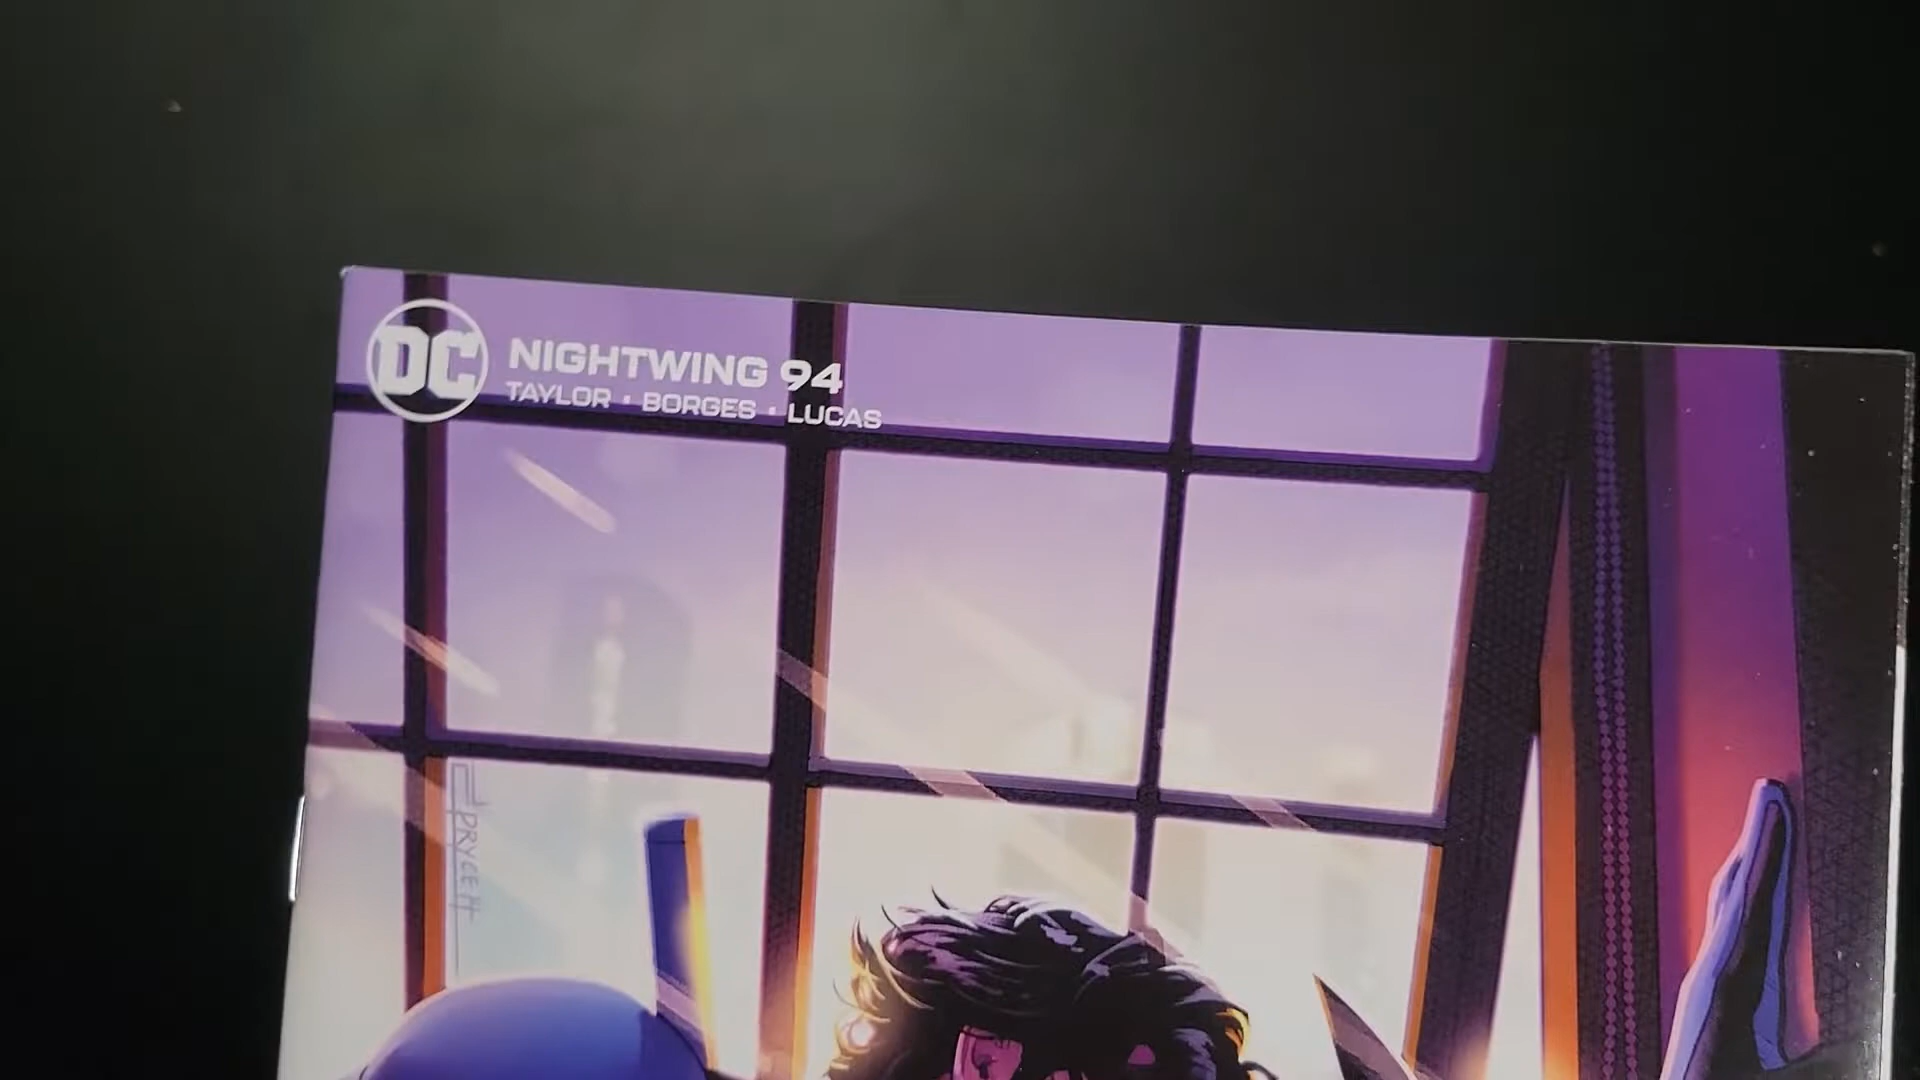 DC
NIGHTWING 94
TAYLOR · BORGES · LUCAS